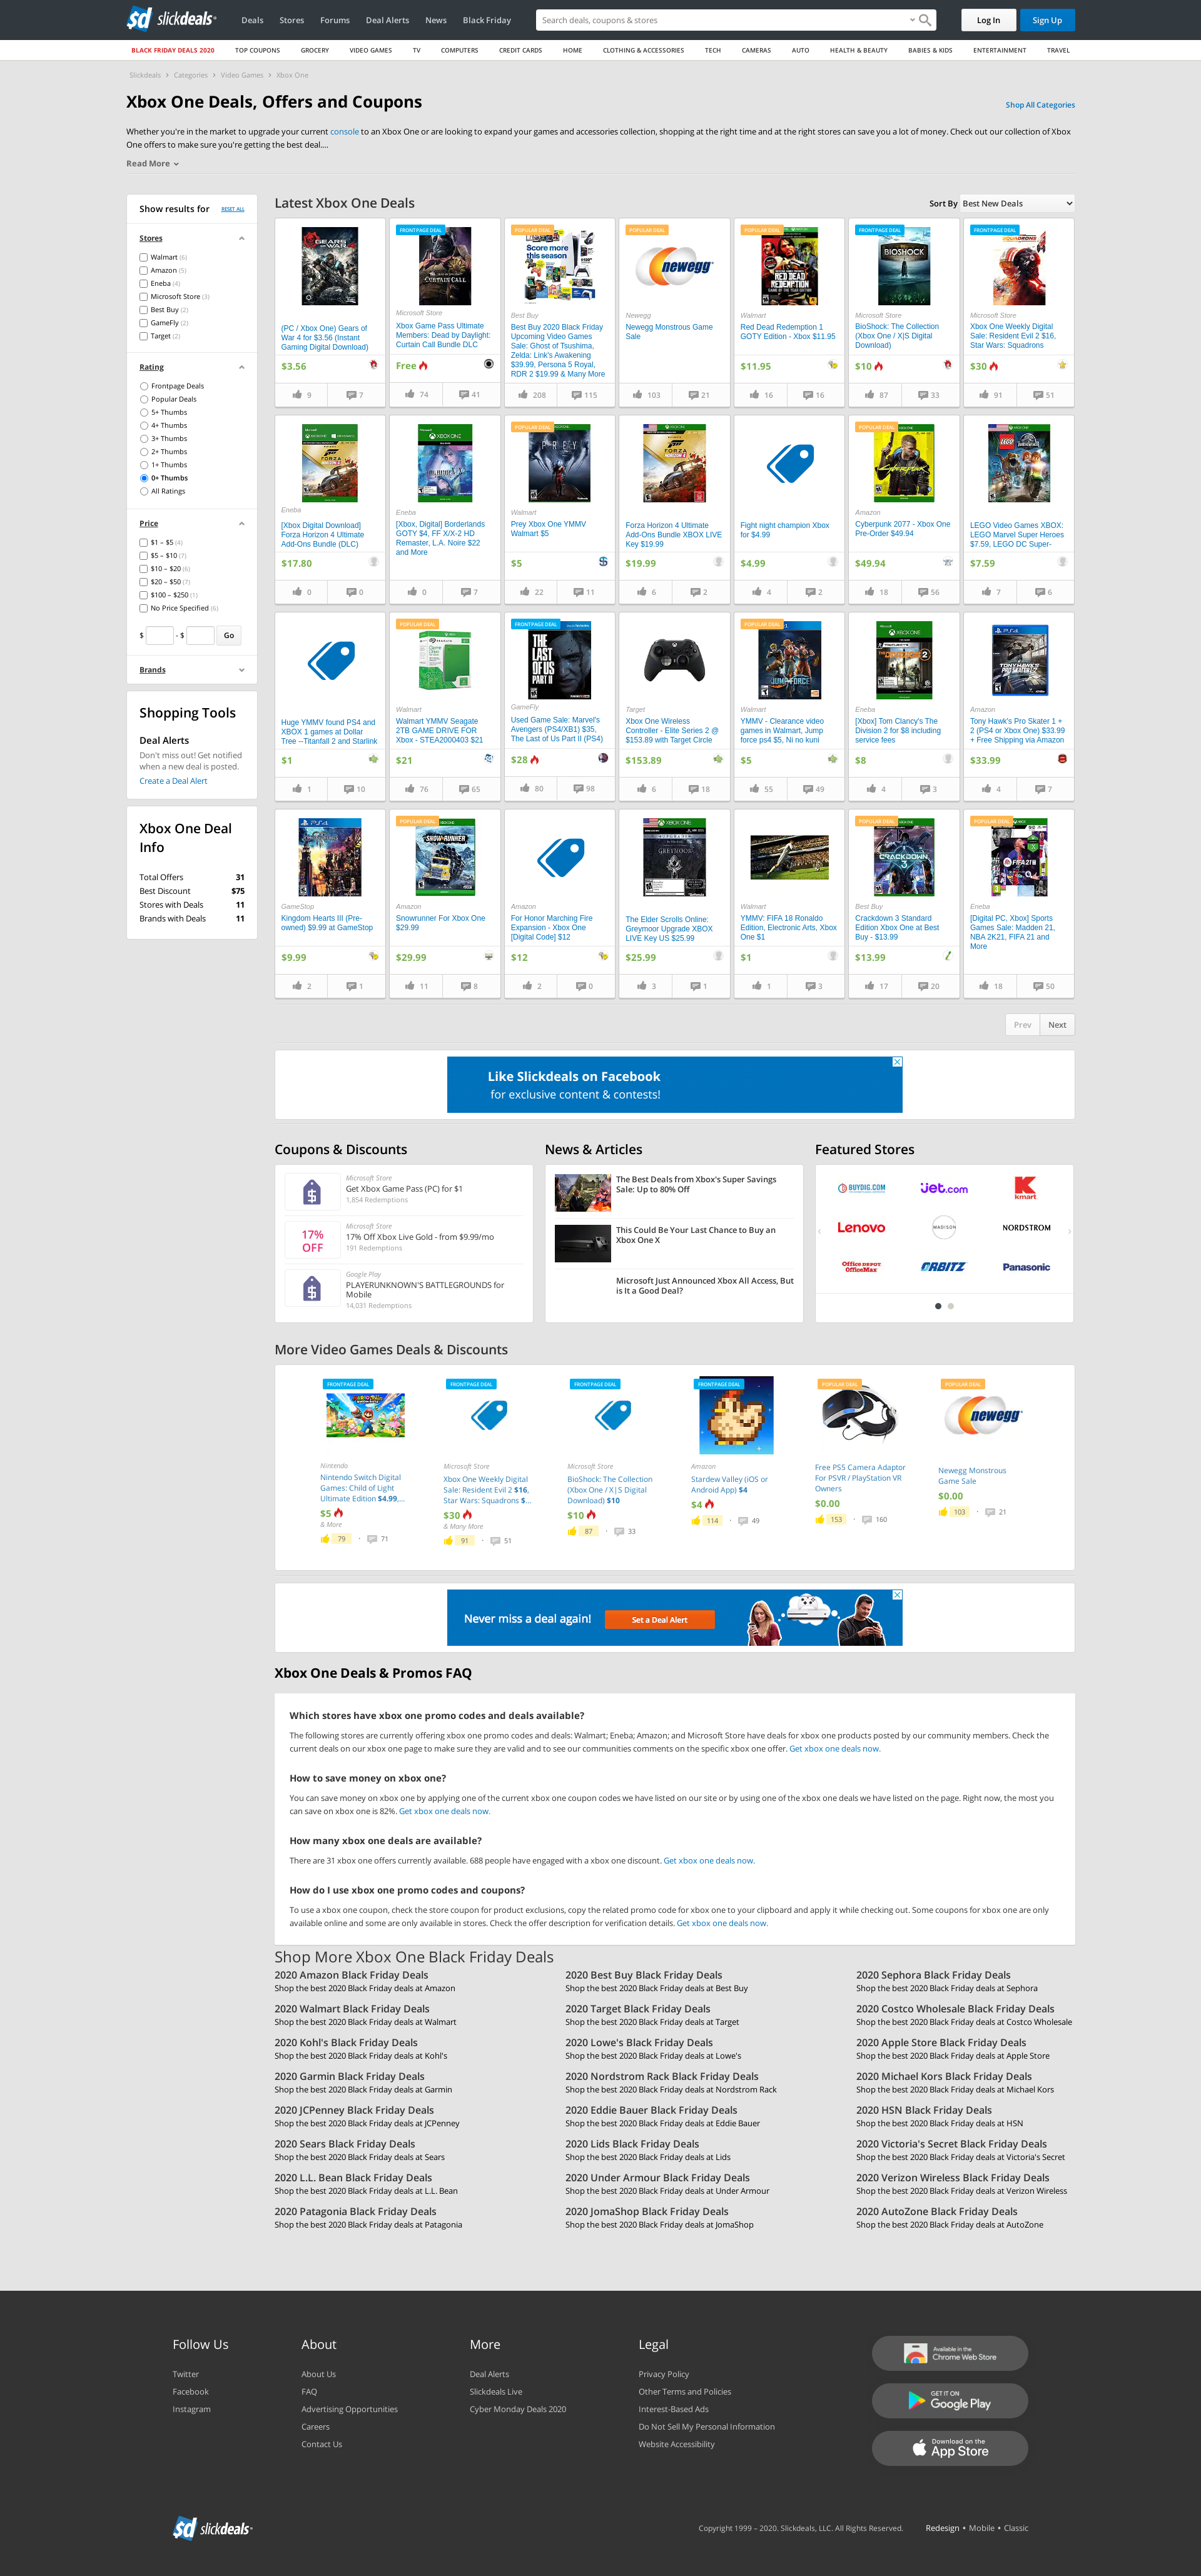 sd slickdeals
Deals Stores Forums Deal Alerts News Black Friday
Search deals, coupons & stores
Log In Sign Up
BLACK FRIDAY DEALS 2020 TOP COUPONS GROCERY VIDEO GAMES TV COMPUTERS CREDIT CARDS HOME CLOTHING & ACCESSORIES TECH CAMERAS AUTO HEALTH & BEAUTY BABIES & KIDS ENTERTAINMENT TRAVEL
Slickdeals › Categories › Video Games › Xbox One
Xbox One Deals, Offers and Coupons
Shop All Categories
Whether you're in the market to upgrade your current console to an Xbox One or are looking to expand your games and accessories collection, shopping at the right time and at the right stores can save you a lot of money. Check out our collection of Xbox
One offers to make sure you're getting the best deal....
Read More
Show results for RESET ALL
Stores
Walmart (6)
Amazon (5)
Eneba (4)
Microsoft Store (3)
Best Buy (2)
GameFly (2)
Target (2)
Rating
Frontpage Deals
Popular Deals
5+ Thumbs
4+ Thumbs
3+ Thumbs
2+ Thumbs
1+ Thumbs
0+ Thumbs
All Ratings
Price
$1 – $5 (4)
$5 – $10 (7)
$10 – $20 (6)
$20 – $50 (7)
$100 – $250 (1)
No Price Specified (6)
$ - $ Go
Brands
Shopping Tools
Deal Alerts
Don't miss out! Get notified
when a new deal is posted.
Create a Deal Alert
Xbox One Deal
Info
Total Offers 31
Best Discount $75
Stores with Deals 11
Brands with Deals 11
Latest Xbox One Deals
Sort By Best New Deals
(PC / Xbox One) Gears of
War 4 for $3.56 (Instant
Gaming Digital Download)
$3.56
9 7
FRONTPAGE DEAL
CURTAIN CALL
Microsoft Store
Xbox Game Pass Ultimate
Members: Dead by Daylight:
Curtain Call Bundle DLC
Free
74 41
POPULAR DEAL
Score more
this season
Best Buy
Best Buy 2020 Black Friday
Upcoming Video Games
Sale: Ghost of Tsushima,
Zelda: Link's Awakening
$39.99, Persona 5 Royal,
RDR 2 $19.99 & Many More
208 115
POPULAR DEAL
newegg
Newegg
Newegg Monstrous Game
Sale
103 21
POPULAR DEAL
RED DEAD
REDEMPTION
Walmart
Red Dead Redemption 1
GOTY Edition - Xbox $11.95
$11.95
16 16
FRONTPAGE DEAL
BIOSHOCK
Microsoft Store
BioShock: The Collection
(Xbox One / X|S Digital
Download)
$10
87 33
FRONTPAGE DEAL
Microsoft Store
Xbox One Weekly Digital
Sale: Resident Evil 2 $16,
Star Wars: Squadrons
$30
91 51
Eneba
[Xbox Digital Download]
Forza Horizon 4 Ultimate
Add-Ons Bundle (DLC)
$17.80
0 0
Eneba
[Xbox, Digital] Borderlands
GOTY $4, FF X/X-2 HD
Remaster, L.A. Noire $22
and More
0 7
POPULAR DEAL
PREY
Walmart
Prey Xbox One YMMV
Walmart $5
$5
22 11
Forza Horizon 4 Ultimate
Add-Ons Bundle XBOX LIVE
Key $19.99
$19.99
6 2
Fight night champion Xbox
for $4.99
$4.99
4 2
POPULAR DEAL
Cyberpunk
Amazon
Cyberpunk 2077 - Xbox One
Pre-Order $49.94
$49.94
18 56
LEGO Video Games XBOX:
LEGO Marvel Super Heroes
$7.59, LEGO DC Super-
$7.59
7 6
Huge YMMV found PS4 and
XBOX 1 games at Dollar
Tree --Titanfall 2 and Starlink
$1
1 10
POPULAR DEAL
Walmart
Walmart YMMV Seagate
2TB GAME DRIVE FOR
Xbox - STEA2000403 $21
$21
76 65
FRONTPAGE DEAL
THE LAST
OF US
PART II
GameFly
Used Game Sale: Marvel's
Avengers (PS4/XB1) $35,
The Last of Us Part II (PS4)
$28
80 98
Target
Xbox One Wireless
Controller - Elite Series 2 @
$153.89 with Target Circle
$153.89
6 18
POPULAR DEAL
JUMP FORCE
Walmart
YMMV - Clearance video
games in Walmart, Jump
force ps4 $5, Ni no kuni
$5
55 49
Eneba
[Xbox] Tom Clancy's The
Division 2 for $8 including
service fees
$8
4 3
Amazon
Tony Hawk's Pro Skater 1 +
2 (PS4 or Xbox One) $33.99
+ Free Shipping via Amazon
$33.99
4 7
GameStop
Kingdom Hearts III (Pre-
owned) $9.99 at GameStop
$9.99
2 1
POPULAR DEAL
SNOWRUNNER
Amazon
Snowrunner For Xbox One
$29.99
$29.99
11 8
Amazon
For Honor Marching Fire
Expansion - Xbox One
[Digital Code] $12
$12
2 0
GREYMOOR
The Elder Scrolls Online:
Greymoor Upgrade XBOX
LIVE Key US $25.99
$25.99
3 1
Walmart
YMMV: FIFA 18 Ronaldo
Edition, Electronic Arts, Xbox
One $1
$1
1 3
POPULAR DEAL
CRACKDOWN
3
Best Buy
Crackdown 3 Standard
Edition Xbox One at Best
Buy - $13.99
$13.99
17 20
POPULAR DEAL
FIFA 21
Eneba
[Digital PC, Xbox] Sports
Games Sale: Madden 21,
NBA 2K21, FIFA 21 and
More
18 50
Prev Next
Like Slickdeals on Facebook
for exclusive content & contests!
Coupons & Discounts
Microsoft Store
Get Xbox Game Pass (PC) for $1
1,854 Redemptions
17%
OFF
Microsoft Store
17% Off Xbox Live Gold - from $9.99/mo
191 Redemptions
Google Play
PLAYERUNKNOWN'S BATTLEGROUNDS for
Mobile
14,031 Redemptions
News & Articles
The Best Deals from Xbox's Super Savings
Sale: Up to 80% Off
This Could Be Your Last Chance to Buy an
Xbox One X
Microsoft Just Announced Xbox All Access, But
is It a Good Deal?
Featured Stores
BUYDIG.COM jet.com kmart
Lenovo MADISON NORDSTROM
Office DEPOT
OfficeMax ORBITZ Panasonic
More Video Games Deals & Discounts
FRONTPAGE DEAL
Nintendo
Nintendo Switch Digital
Games: Child of Light
Ultimate Edition $4.99,...
$5
& More
79 · 71
FRONTPAGE DEAL
Microsoft Store
Xbox One Weekly Digital
Sale: Resident Evil 2 $16,
Star Wars: Squadrons $...
$30
& Many More
91 · 51
FRONTPAGE DEAL
Microsoft Store
BioShock: The Collection
(Xbox One / X|S Digital
Download) $10
$10
87 · 33
FRONTPAGE DEAL
Amazon
Stardew Valley (iOS or
Android App) $4
$4
114 · 49
POPULAR DEAL
Free PS5 Camera Adaptor
For PSVR / PlayStation VR
Owners
$0.00
153 · 160
POPULAR DEAL
newegg
Newegg Monstrous
Game Sale
$0.00
103 · 21
Never miss a deal again! Set a Deal Alert
Xbox One Deals & Promos FAQ
Which stores have xbox one promo codes and deals available?
The following stores are currently offering xbox one promo codes and deals: Walmart; Eneba; Amazon; and Microsoft Store have deals for xbox one products posted by our community members. Check the
current deals on our xbox one page to make sure they are valid and to see our communities comments on the specific xbox one offer. Get xbox one deals now.
How to save money on xbox one?
You can save money on xbox one by applying one of the current xbox one coupon codes we have listed on our site or by using one of the xbox one deals we have listed on the page. Right now, the most you
can save on xbox one is 82%. Get xbox one deals now.
How many xbox one deals are available?
There are 31 xbox one offers currently available. 688 people have engaged with a xbox one discount. Get xbox one deals now.
How do I use xbox one promo codes and coupons?
To use a xbox one coupon, check the store coupon for product exclusions, copy the related promo code for xbox one to your clipboard and apply it while checking out. Some coupons for xbox one are only
available online and some are only available in stores. Check the offer description for verification details. Get xbox one deals now.
Shop More Xbox One Black Friday Deals
2020 Amazon Black Friday Deals
Shop the best 2020 Black Friday deals at Amazon
2020 Best Buy Black Friday Deals
Shop the best 2020 Black Friday deals at Best Buy
2020 Sephora Black Friday Deals
Shop the best 2020 Black Friday deals at Sephora
2020 Walmart Black Friday Deals
Shop the best 2020 Black Friday deals at Walmart
2020 Target Black Friday Deals
Shop the best 2020 Black Friday deals at Target
2020 Costco Wholesale Black Friday Deals
Shop the best 2020 Black Friday deals at Costco Wholesale
2020 Kohl's Black Friday Deals
Shop the best 2020 Black Friday deals at Kohl's
2020 Lowe's Black Friday Deals
Shop the best 2020 Black Friday deals at Lowe's
2020 Apple Store Black Friday Deals
Shop the best 2020 Black Friday deals at Apple Store
2020 Garmin Black Friday Deals
Shop the best 2020 Black Friday deals at Garmin
2020 Nordstrom Rack Black Friday Deals
Shop the best 2020 Black Friday deals at Nordstrom Rack
2020 Michael Kors Black Friday Deals
Shop the best 2020 Black Friday deals at Michael Kors
2020 JCPenney Black Friday Deals
Shop the best 2020 Black Friday deals at JCPenney
2020 Eddie Bauer Black Friday Deals
Shop the best 2020 Black Friday deals at Eddie Bauer
2020 HSN Black Friday Deals
Shop the best 2020 Black Friday deals at HSN
2020 Sears Black Friday Deals
Shop the best 2020 Black Friday deals at Sears
2020 Lids Black Friday Deals
Shop the best 2020 Black Friday deals at Lids
2020 Victoria's Secret Black Friday Deals
Shop the best 2020 Black Friday deals at Victoria's Secret
2020 L.L. Bean Black Friday Deals
Shop the best 2020 Black Friday deals at L.L. Bean
2020 Under Armour Black Friday Deals
Shop the best 2020 Black Friday deals at Under Armour
2020 Verizon Wireless Black Friday Deals
Shop the best 2020 Black Friday deals at Verizon Wireless
2020 Patagonia Black Friday Deals
Shop the best 2020 Black Friday deals at Patagonia
2020 JomaShop Black Friday Deals
Shop the best 2020 Black Friday deals at JomaShop
2020 AutoZone Black Friday Deals
Shop the best 2020 Black Friday deals at AutoZone
Follow Us
Twitter
Facebook
Instagram
About
About Us
FAQ
Advertising Opportunities
Careers
Contact Us
More
Deal Alerts
Slickdeals Live
Cyber Monday Deals 2020
Legal
Privacy Policy
Other Terms and Policies
Interest-Based Ads
Do Not Sell My Personal Information
Website Accessibility
Available in the
Chrome Web Store
GET IT ON
Google Play
Download on the
App Store
sd slickdeals
Copyright 1999 – 2020. Slickdeals, LLC. All Rights Reserved. Redesign • Mobile • Classic